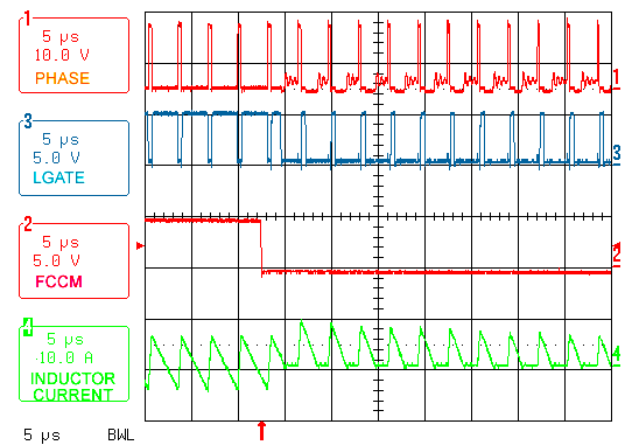 1
5 µs
10.0 V
PHASE
1
3
5 µs
5.0 V
LGATE
3
2
5 µs
5.0 V
FCCM
2
4
5 µs
10.0 A
INDUCTOR
CURRENT
4
5 µs BWL